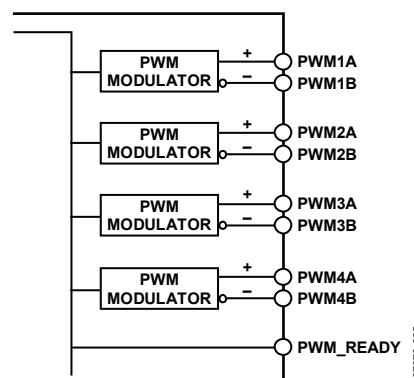 PWM
MODULATOR
+
−
PWM1A
PWM1B
PWM
MODULATOR
+
−
PWM2A
PWM2B
PWM
MODULATOR
+
−
PWM3A
PWM3B
PWM
MODULATOR
+
−
PWM4A
PWM4B
PWM_READY